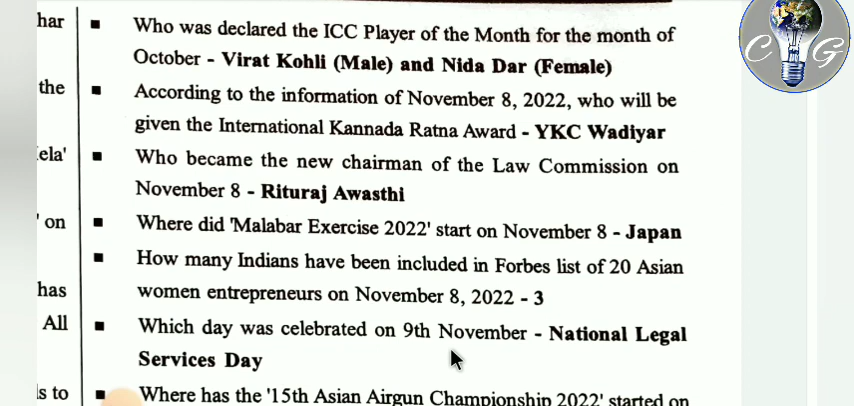 har
the
ela'
' on
has
All
ls to
■ Who was declared the ICC Player of the Month for the month of
October - Virat Kohli (Male) and Nida Dar (Female)
■ According to the information of November 8, 2022, who will be
given the International Kannada Ratna Award - YKC Wadiyar
■ Who became the new chairman of the Law Commission on
November 8 - Rituraj Awasthi
■ Where did 'Malabar Exercise 2022' start on November 8 - Japan
■ How many Indians have been included in Forbes list of 20 Asian
women entrepreneurs on November 8, 2022 - 3
■ Which day was celebrated on 9th November - National Legal
Services Day
■ Where has the '15th Asian Airgun Championship 2022' started on
C G